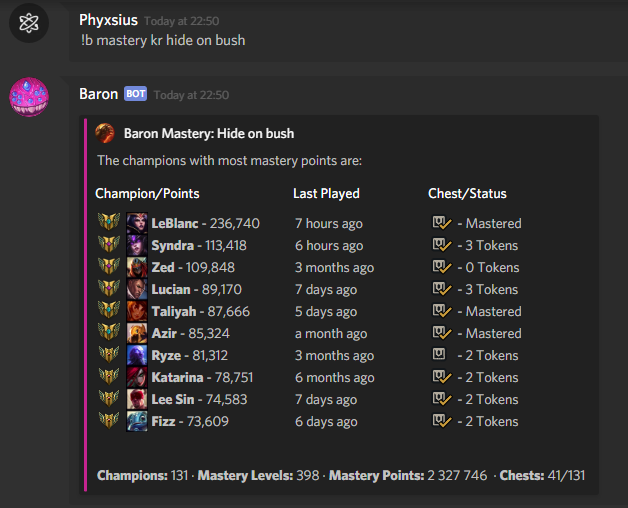 Phyxsius Today at 22:50
!b mastery kr hide on bush
Baron BOT Today at 22:50
Baron Mastery: Hide on bush
The champions with most mastery points are:
Champion/Points Last Played Chest/Status
LeBlanc - 236,740 7 hours ago - Mastered
Syndra - 113,418 6 hours ago - 3 Tokens
Zed - 109,848 3 months ago - 0 Tokens
Lucian - 89,170 7 days ago - 3 Tokens
Taliyah - 87,666 5 days ago - Mastered
Azir - 85,324 a month ago - Mastered
Ryze - 81,312 3 months ago - 2 Tokens
Katarina - 78,751 6 months ago - 2 Tokens
Lee Sin - 74,583 7 days ago - 2 Tokens
Fizz - 73,609 6 days ago - 2 Tokens
Champions: 131 · Mastery Levels: 398 · Mastery Points: 2 327 746 · Chests: 41/131